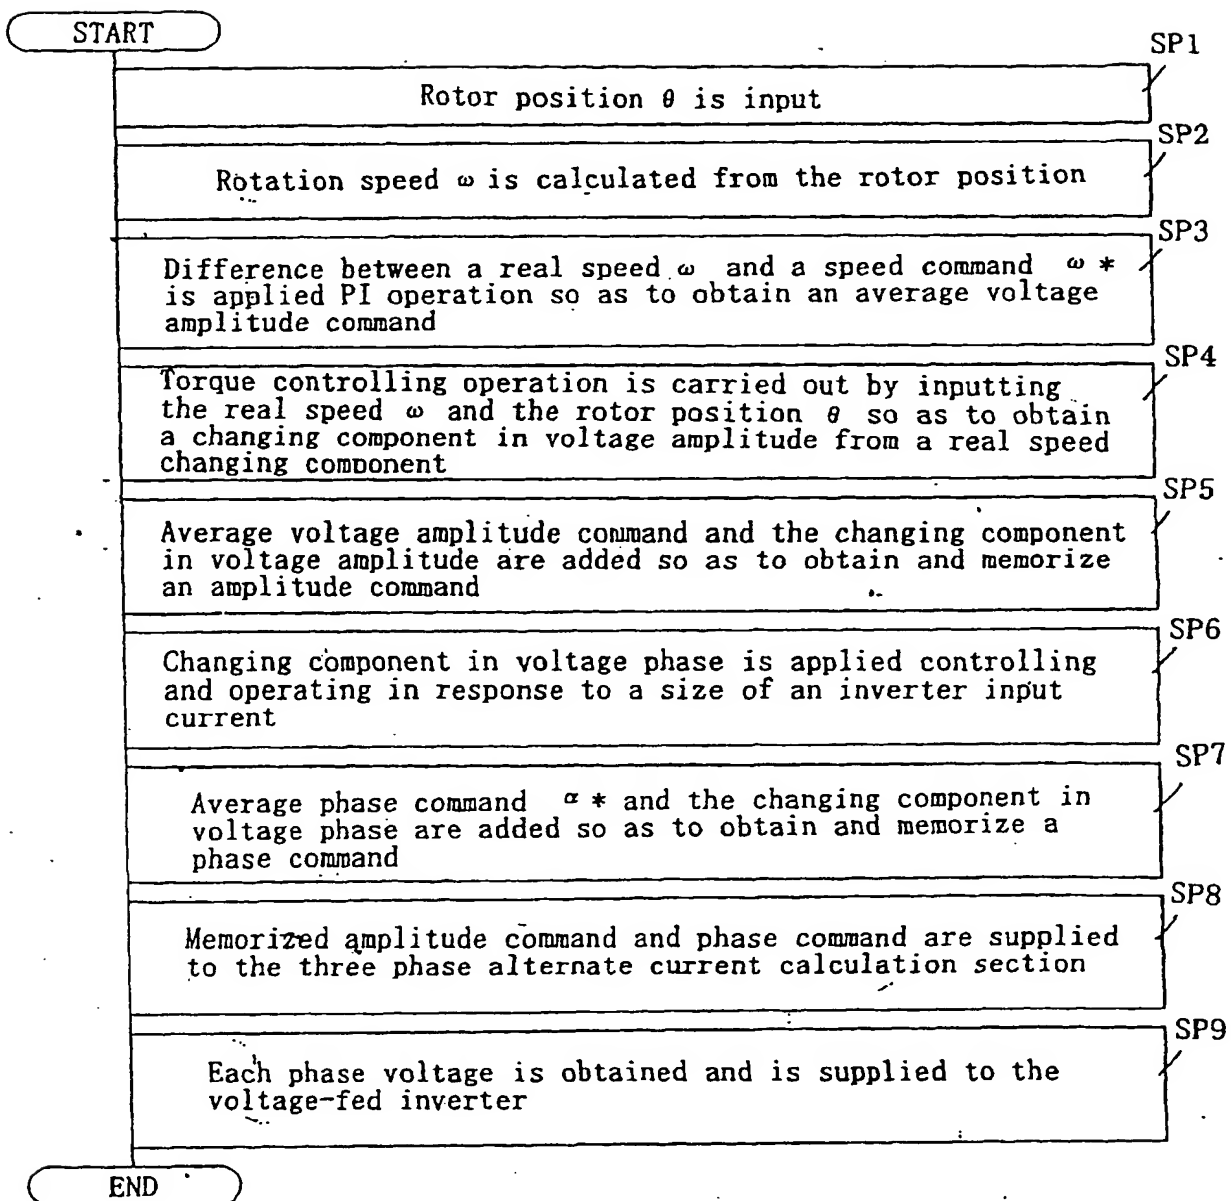 START
SP1
Rotor position θ is input
SP2
Rotation speed ω is calculated from the rotor position
SP3
Difference between a real speed ω and a speed command ω *
is applied PI operation so as to obtain an average voltage
amplitude command
SP4
Torque controlling operation is carried out by inputting
the real speed ω and the rotor position θ so as to obtain
a changing component in voltage amplitude from a real speed
changing component
SP5
Average voltage amplitude command and the changing component
in voltage amplitude are added so as to obtain and memorize
an amplitude command
SP6
Changing component in voltage phase is applied controlling
and operating in response to a size of an inverter input
current
SP7
Average phase command α * and the changing component in
voltage phase are added so as to obtain and memorize a
phase command
SP8
Memorized amplitude command and phase command are supplied
to the three phase alternate current calculation section
SP9
Each phase voltage is obtained and is supplied to the
voltage-fed inverter
END